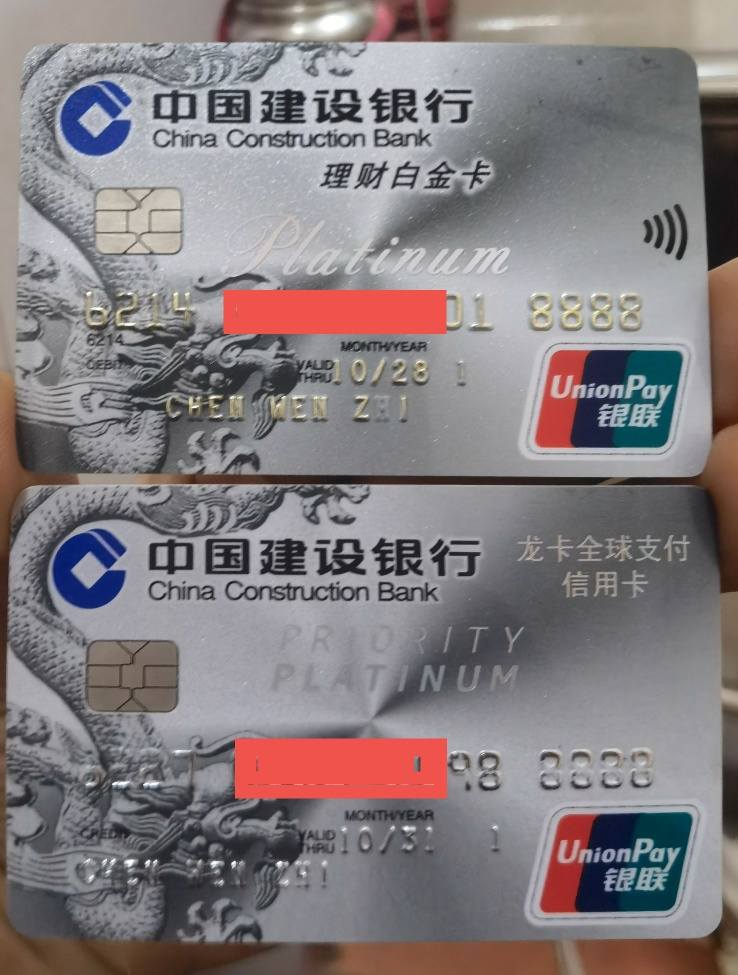 中国建设银行
China Construction Bank
理财白金卡
Platinum
6214 01 8888
6214
MONTH/YEAR
DEBIT
VALID THRU 10/28 1
CHEN WEN ZHI
UnionPay
银联
中国建设银行
China Construction Bank
龙卡全球支付
信用卡
PRIORITY
PLATINUM
98 8888
MONTH/YEAR
CREDIT
VALID THRU 10/31 1
CHEN WEN ZHI
UnionPay
银联